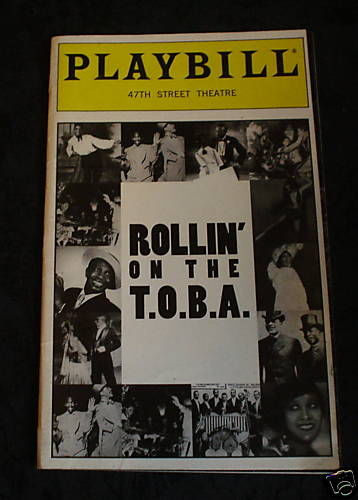 PLAYBILL®
47TH STREET THEATRE
ROLLIN'
ON THE
T.O.B.A.